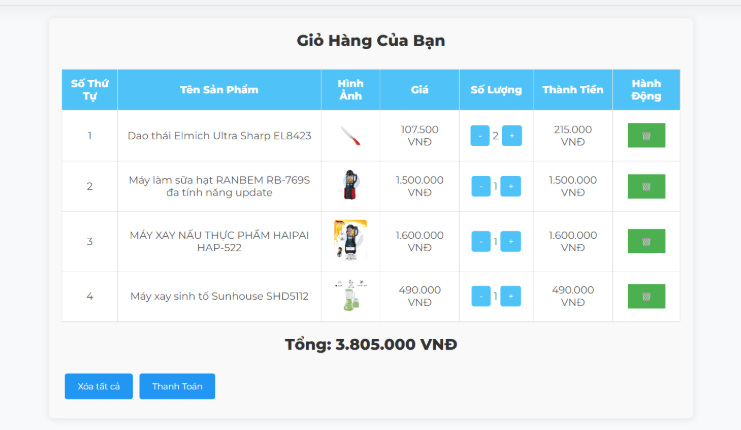 Giỏ Hàng Của Bạn
Số Thứ Tự
Tên Sản Phẩm
Hình Ảnh
Giá
Số Lượng
Thành Tiền
Hành Động
1
Dao thái Elmich Ultra Sharp EL8423
107.500 VNĐ
- 2 +
215.000 VNĐ
2
Máy làm sữa hạt RANBEM RB-769S
đa tính năng update
1.500.000 VNĐ
- 1 +
1.500.000 VNĐ
3
MÁY XAY NẤU THỰC PHẨM HAIPAI
HAP-522
1.600.000 VNĐ
- 1 +
1.600.000 VNĐ
4
Máy xay sinh tố Sunhouse SHD5112
490.000 VNĐ
- 1 +
490.000 VNĐ
Tổng: 3.805.000 VNĐ
Xóa tất cả
Thanh Toán